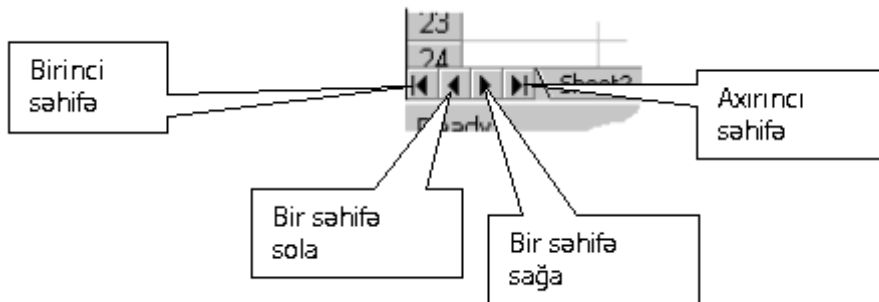 23
24
Birinci
səhifə
Axırıncı
səhifə
Bir səhifə
sola
Bir səhifə
sağa